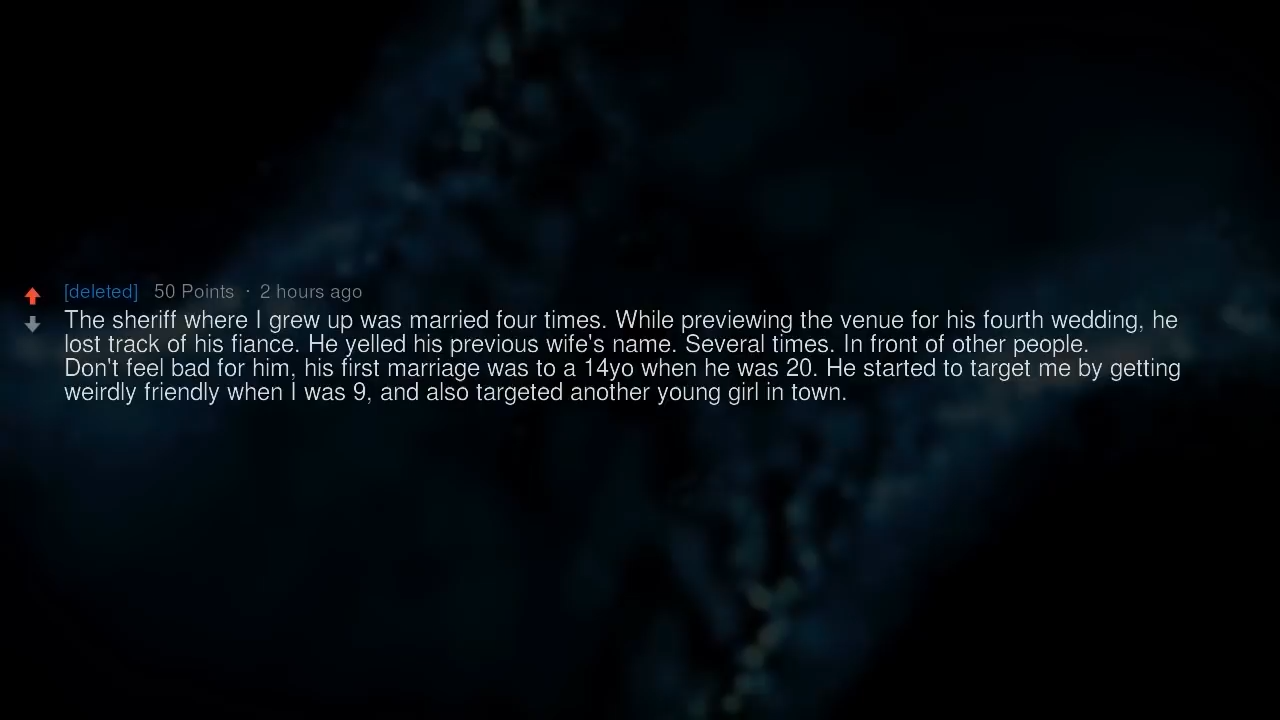 [deleted] 50 Points · 2 hours ago
The sheriff where I grew up was married four times. While previewing the venue for his fourth wedding, he
lost track of his fiance. He yelled his previous wife's name. Several times. In front of other people.
Don't feel bad for him, his first marriage was to a 14yo when he was 20. He started to target me by getting
weirdly friendly when I was 9, and also targeted another young girl in town.